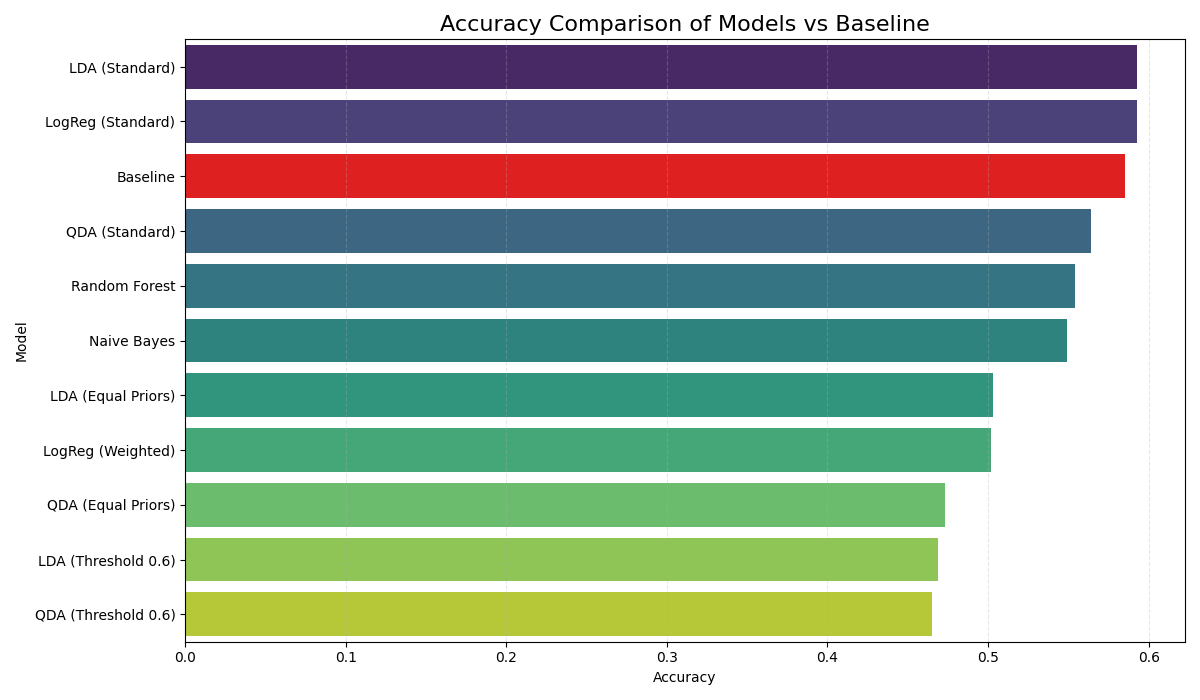 Accuracy Comparison of Models vs Baseline
Model
LDA (Standard)
LogReg (Standard)
Baseline
QDA (Standard)
Random Forest
Naive Bayes
LDA (Equal Priors)
LogReg (Weighted)
QDA (Equal Priors)
LDA (Threshold 0.6)
QDA (Threshold 0.6)
0.0 0.1 0.2 0.3 0.4 0.5 0.6
Accuracy